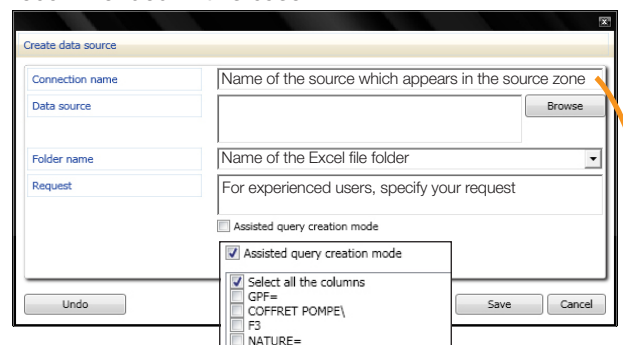 Create data source
Connection name
Name of the source which appears in the source zone
Data source
Browse
Folder name
Name of the Excel file folder
Request
For experienced users, specify your request
Assisted query creation mode
Assisted query creation mode
Select all the columns
GPF=
COFFRET POMPE\
F3
NATURE=
Undo
Save
Cancel